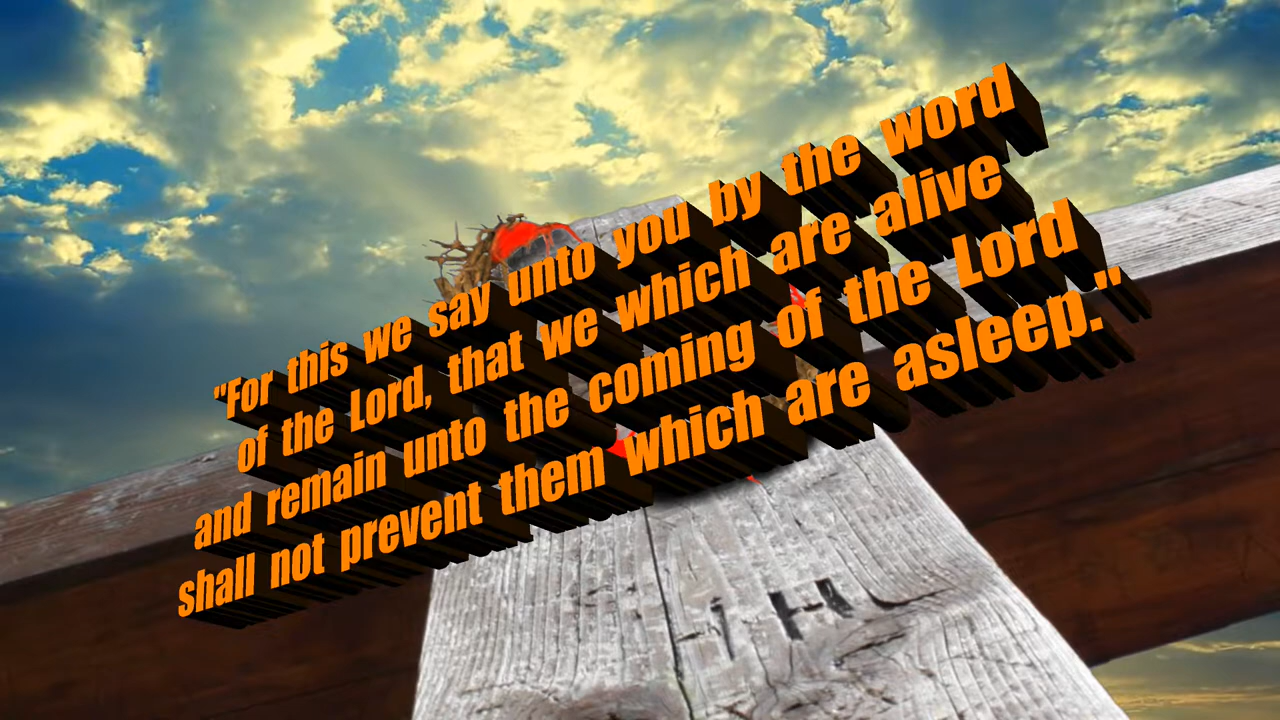 "For this we say unto you by the word
of the Lord, that we which are alive
and remain unto the coming of the Lord
shall not prevent them which are asleep."